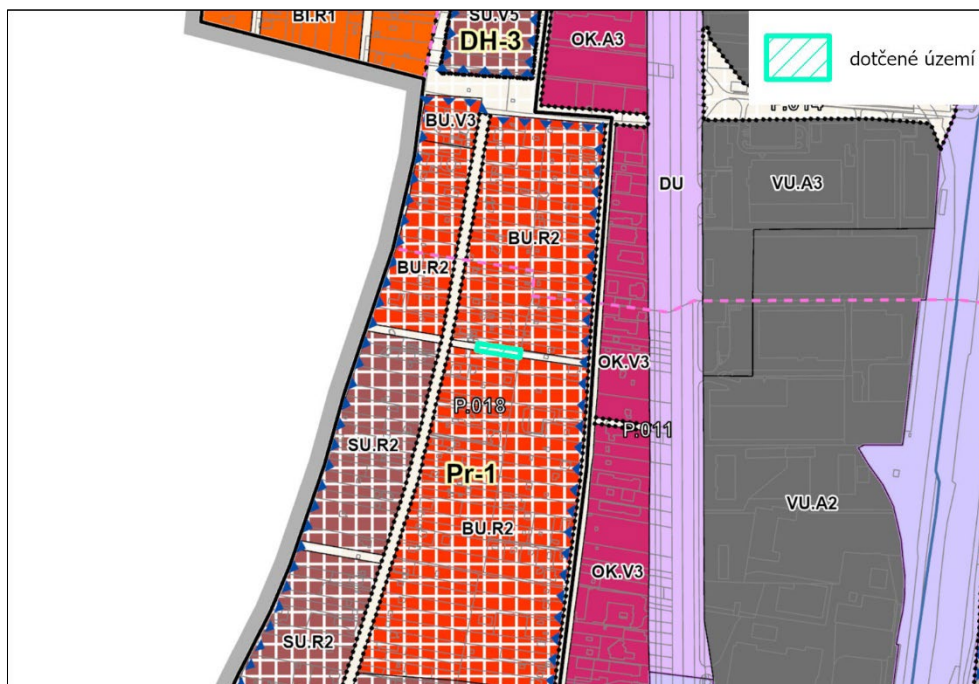 BI.R1
SU.V5
DH-3
OK.A3
dotčené území
P.014
BU.V3
DU
VU.A3
BU.R2
BU.R2
OK.V3
P.018
P.011
SU.R2
Pr-1
VU.A2
BU.R2
OK.V3
SU.R2